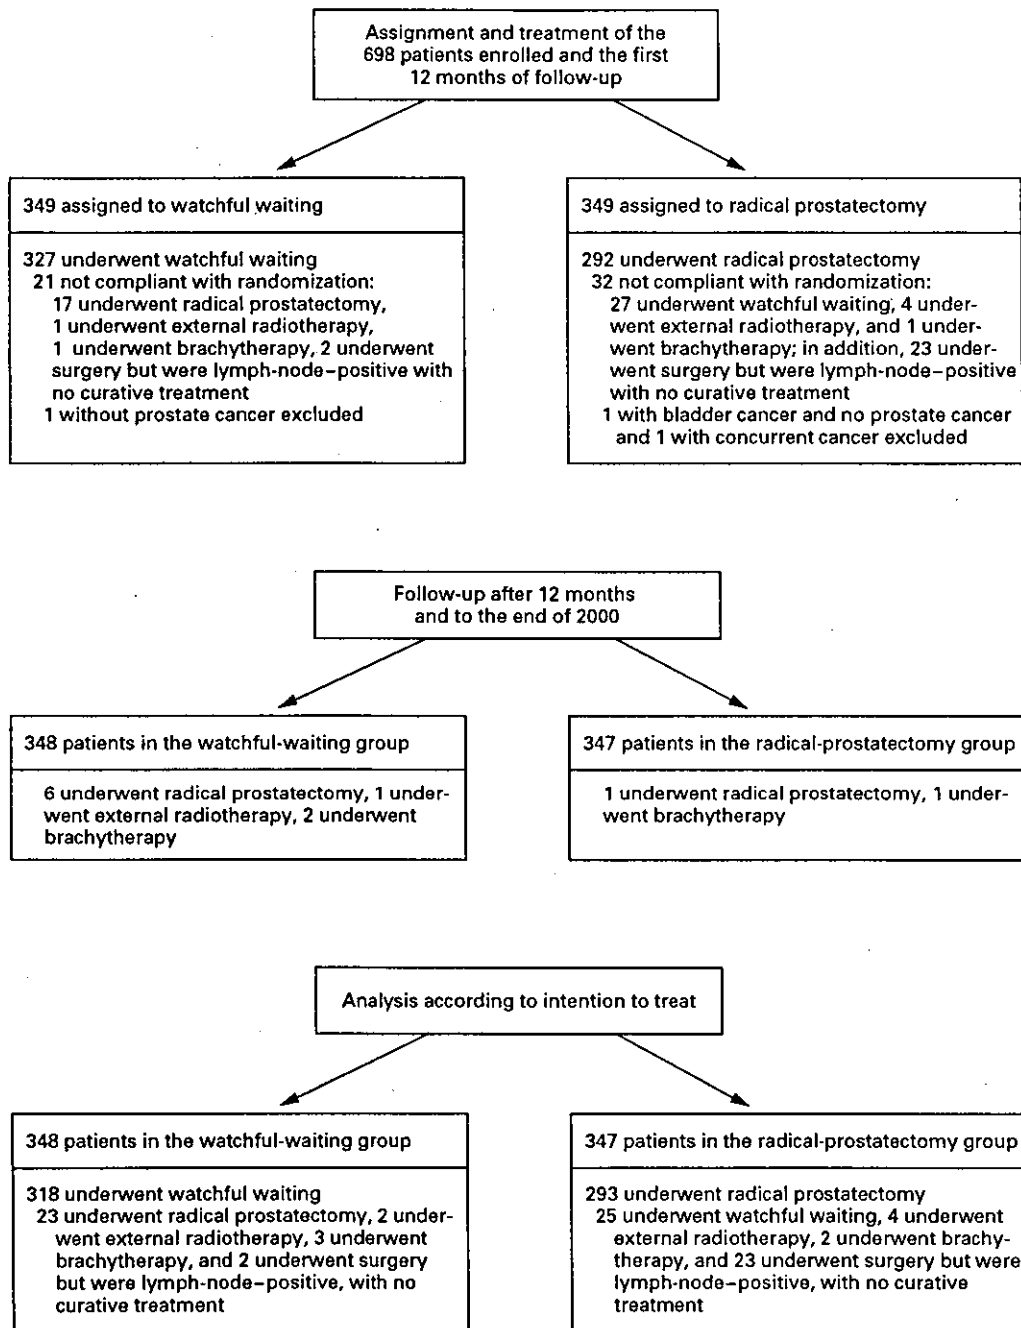 Assignment and treatment of the
698 patients enrolled and the first
12 months of follow-up
349 assigned to watchful waiting
327 underwent watchful waiting
21 not compliant with randomization:
17 underwent radical prostatectomy,
1 underwent external radiotherapy,
1 underwent brachytherapy, 2 underwent
surgery but were lymph-node–positive with
no curative treatment
1 without prostate cancer excluded
349 assigned to radical prostatectomy
292 underwent radical prostatectomy
32 not compliant with randomization:
27 underwent watchful waiting, 4 under-
went external radiotherapy, and 1 under-
went brachytherapy; in addition, 23 under-
went surgery but were lymph-node–positive
with no curative treatment
1 with bladder cancer and no prostate cancer
and 1 with concurrent cancer excluded
Follow-up after 12 months
and to the end of 2000
348 patients in the watchful-waiting group
6 underwent radical prostatectomy, 1 under-
went external radiotherapy, 2 underwent
brachytherapy
347 patients in the radical-prostatectomy group
1 underwent radical prostatectomy, 1 under-
went brachytherapy
Analysis according to intention to treat
348 patients in the watchful-waiting group
318 underwent watchful waiting
23 underwent radical prostatectomy, 2 under-
went external radiotherapy, 3 underwent
brachytherapy, and 2 underwent surgery
but were lymph-node–positive, with no
curative treatment
347 patients in the radical-prostatectomy group
293 underwent radical prostatectomy
25 underwent watchful waiting, 4 underwent
external radiotherapy, 2 underwent brachy-
therapy, and 23 underwent surgery but were
lymph-node–positive, with no curative
treatment